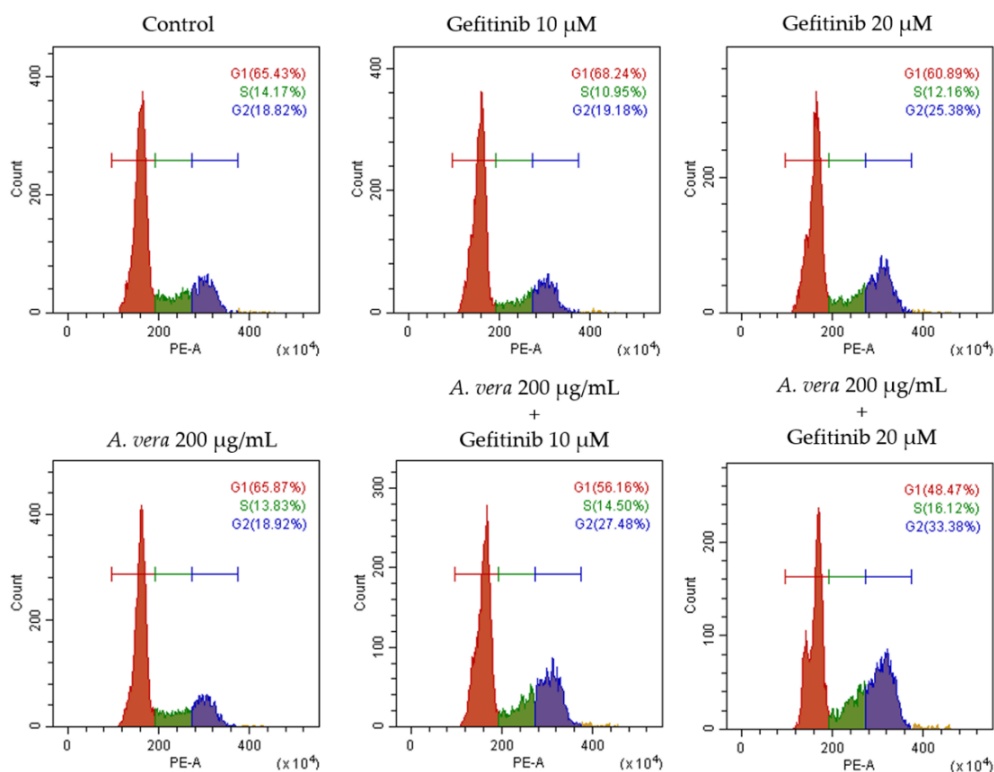 Control
400
200
0
Count
G1(65.43%)
S(14.17%)
G2(18.82%)
0 200 400
PE-A (x10⁴)
Gefitinib 10 µM
400
200
0
Count
G1(68.24%)
S(10.95%)
G2(19.18%)
0 200 400
PE-A (x10⁴)
Gefitinib 20 µM
200
0
Count
G1(60.89%)
S(12.16%)
G2(25.38%)
0 200 400
PE-A (x10⁴)
A. vera 200 µg/mL
400
200
0
Count
G1(65.87%)
S(13.83%)
G2(18.92%)
0 200 400
PE-A (x10⁴)
A. vera 200 µg/mL
+
Gefitinib 10 µM
300
200
100
0
Count
G1(56.16%)
S(14.50%)
G2(27.48%)
0 200 400
PE-A (x10⁴)
A. vera 200 µg/mL
+
Gefitinib 20 µM
200
100
0
Count
G1(48.47%)
S(16.12%)
G2(33.38%)
0 200 400
PE-A (x10⁴)